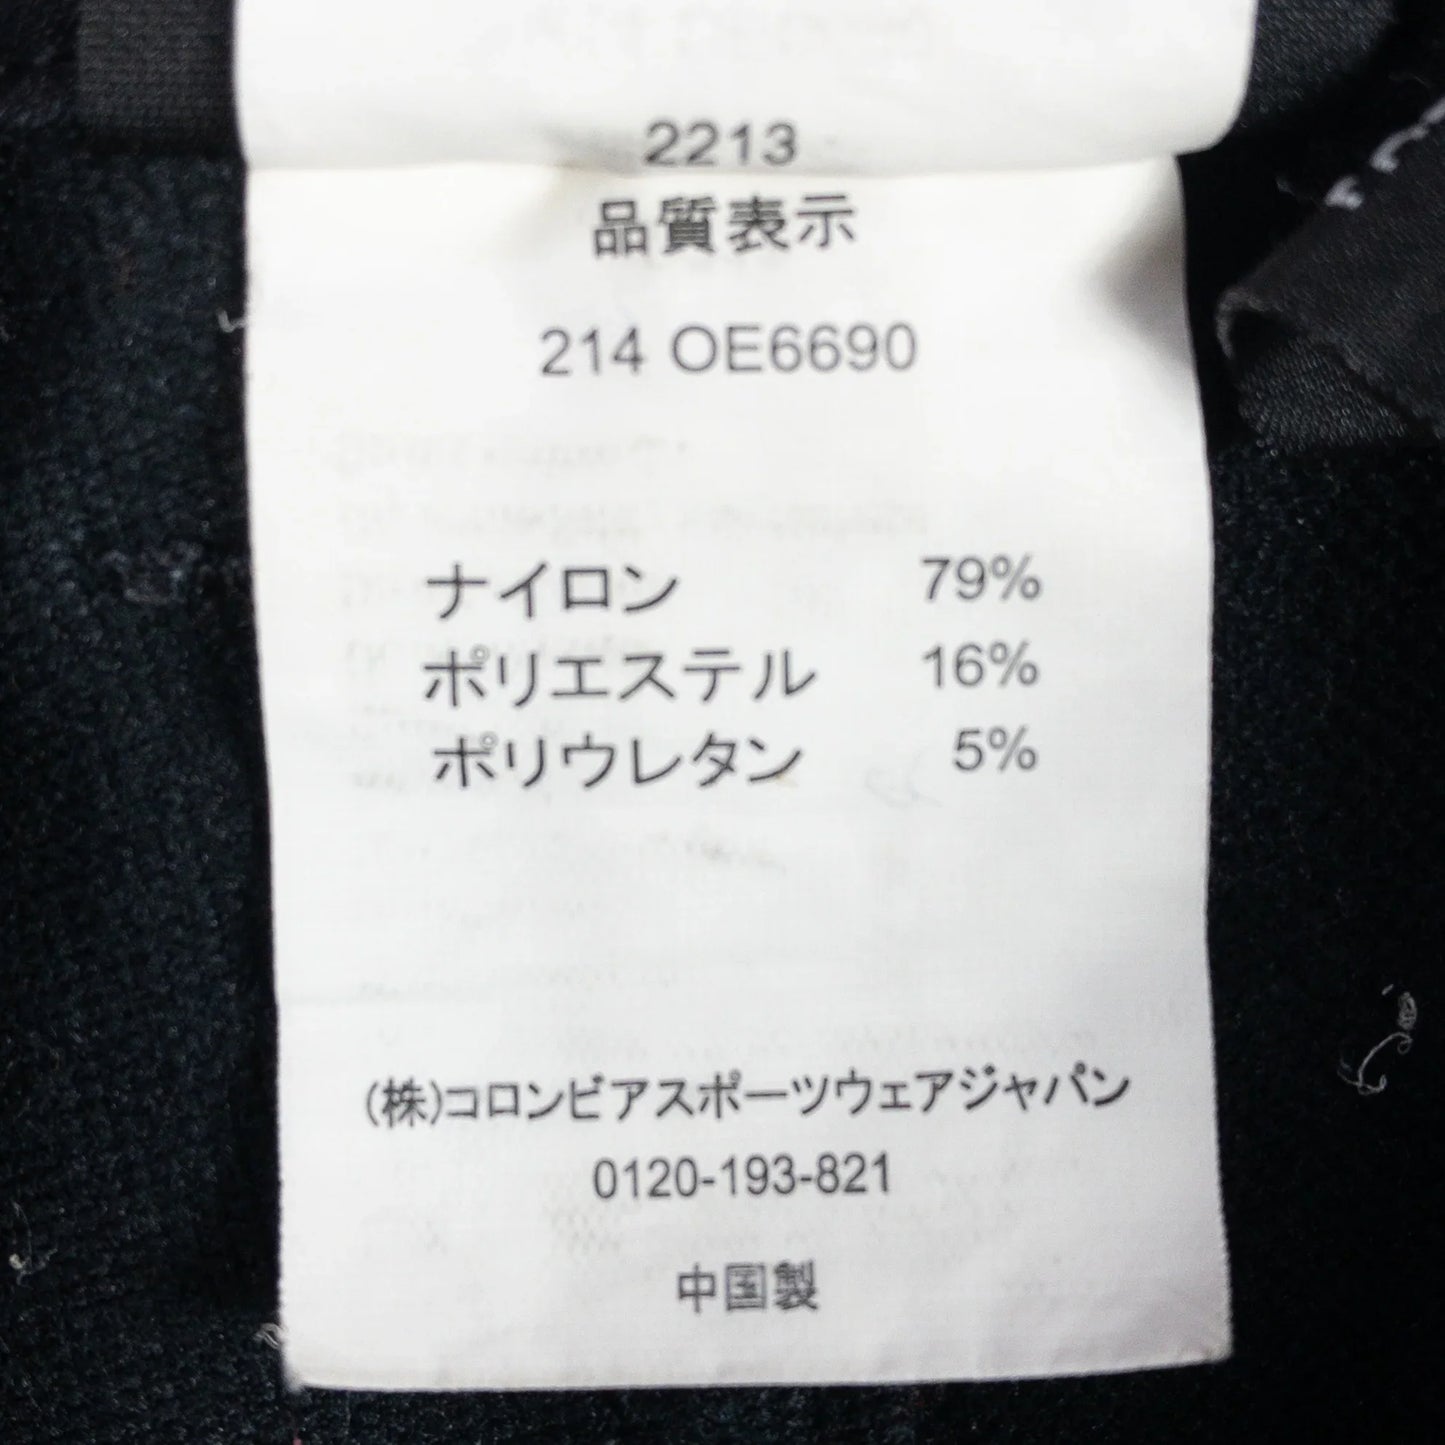 2213
品質表示
214 OE6690
ナイロン 79%
ポリエステル 16%
ポリウレタン 5%
(株)コロンビアスポーツウェアジャパン
0120-193-821
中国製